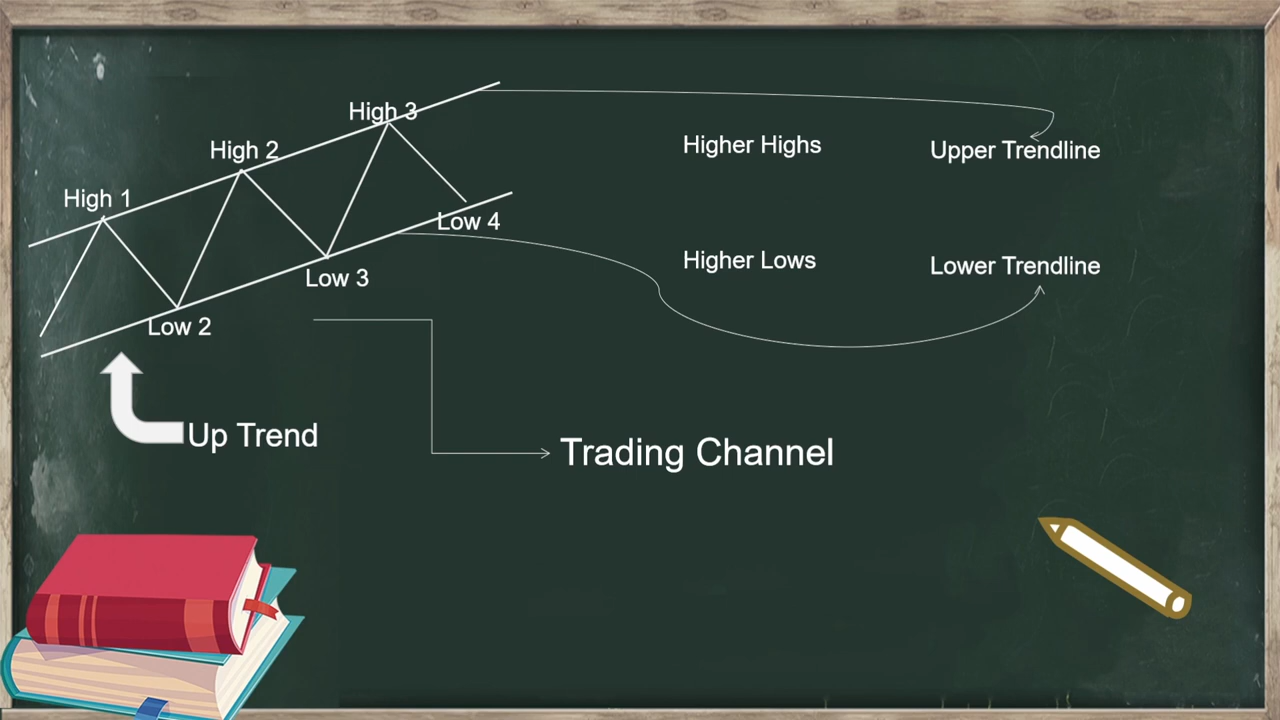 High 3
High 2
High 1
Higher Highs
Upper Trendline
Low 4
Low 3
Higher Lows
Lower Trendline
Low 2
Up Trend
Trading Channel